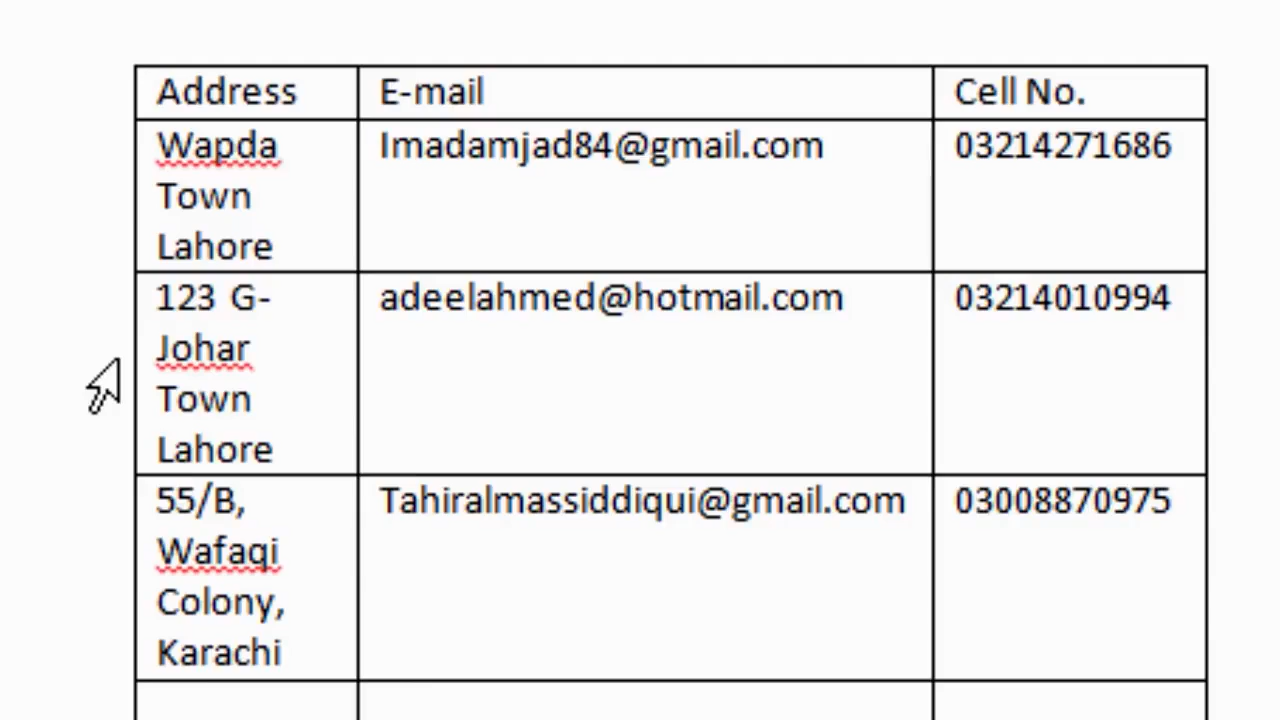 Address E-mail Cell No.
Wapda Imadamjad84@gmail.com 03214271686
Town
Lahore
123 G- adeelahmed@hotmail.com 03214010994
Johar
Town
Lahore
55/B, Tahiralmassiddiqui@gmail.com 03008870975
Wafaqi
Colony,
Karachi